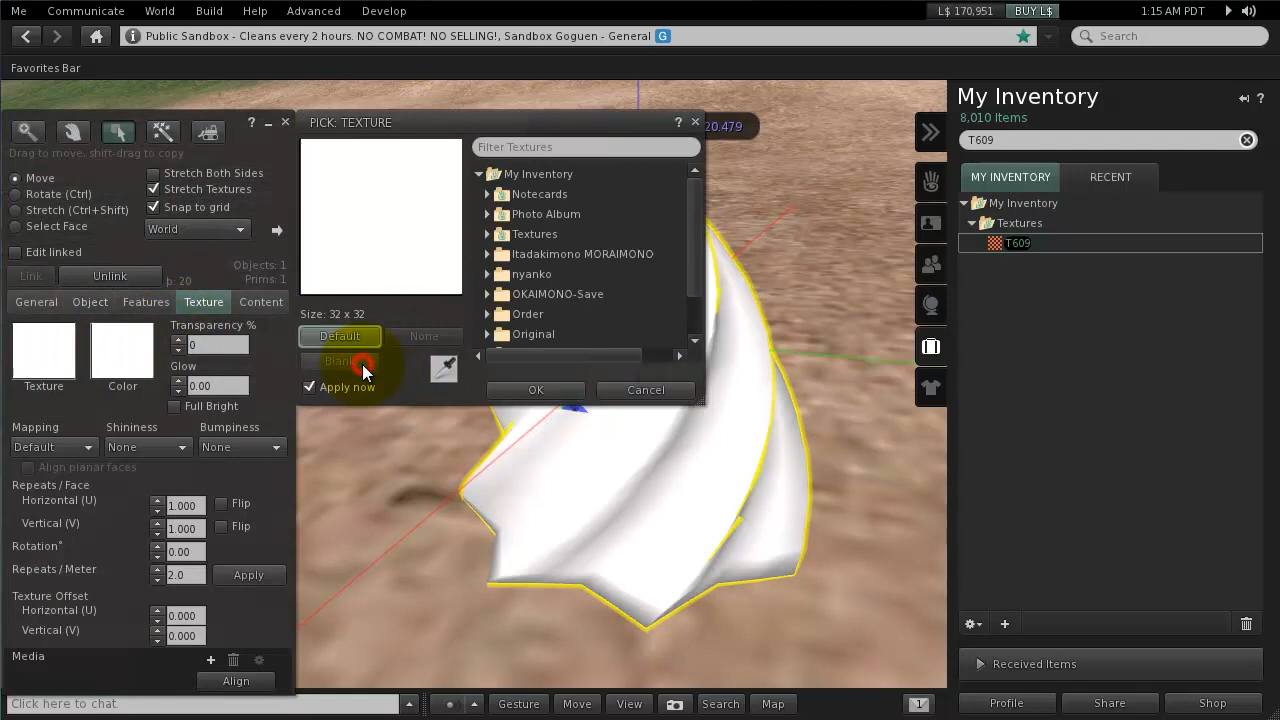 Me Communicate World Build Help Advanced Develop L$ 170,951 BUY L$ 1:15 AM PDT
Public Sandbox - Cleans every 2 hours. NO COMBAT! NO SELLING!, Sandbox Goguen - General G Search
Favorites Bar
My Inventory
8,010 Items
T609
MY INVENTORY RECENT
My Inventory
Textures
T609
Received Items
Profile Share Shop
Drag to move, shift-drag to copy
Move
Rotate (Ctrl)
Stretch (Ctrl+Shift)
Select Face
Stretch Both Sides
Stretch Textures
Snap to grid
World
Edit linked
Link Unlink
Objects: 1
Prims: 1
General Object Features Texture Content
Texture Color
Transparency %
0
Glow
0.00
Full Bright
Mapping Shininess Bumpiness
Default None None
Align planar faces
Repeats / Face
Horizontal (U) 1.000 Flip
Vertical (V) 1.000 Flip
Rotation° 0.00
Repeats / Meter 2.0 Apply
Texture Offset
Horizontal (U) 0.000
Vertical (V) 0.000
Media
Align
PICK: TEXTURE
20.479
Filter Textures
My Inventory
Notecards
Photo Album
Textures
Itadakimono MORAIMONO
nyanko
OKAIMONO-Save
Order
Original
Size: 32 x 32
Default None
Apply now
OK Cancel
Click here to chat. Gesture Move View Search Map 1